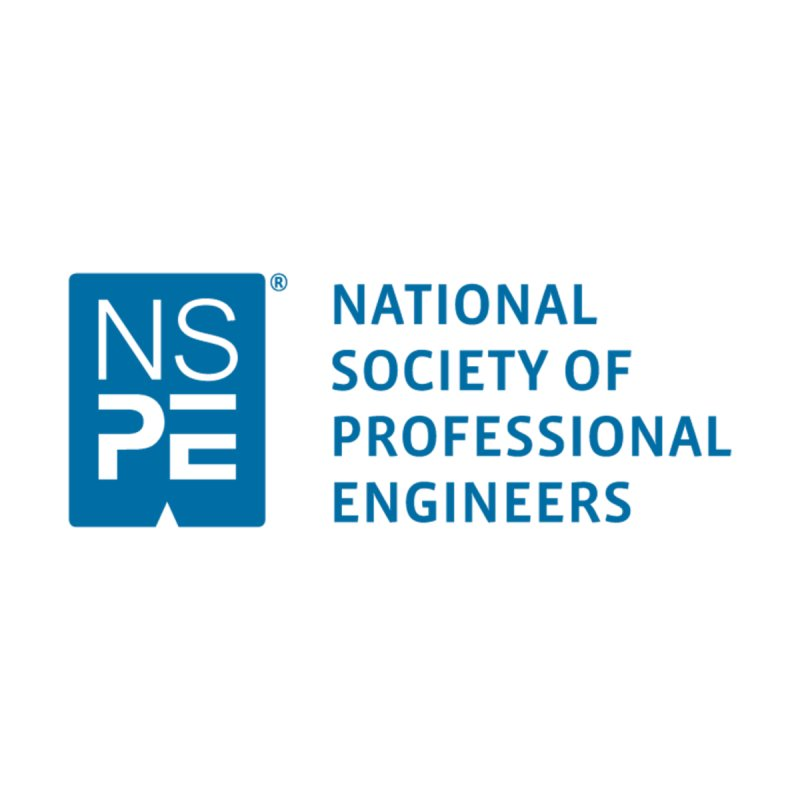 NS
PE
®
NATIONAL
SOCIETY OF
PROFESSIONAL
ENGINEERS